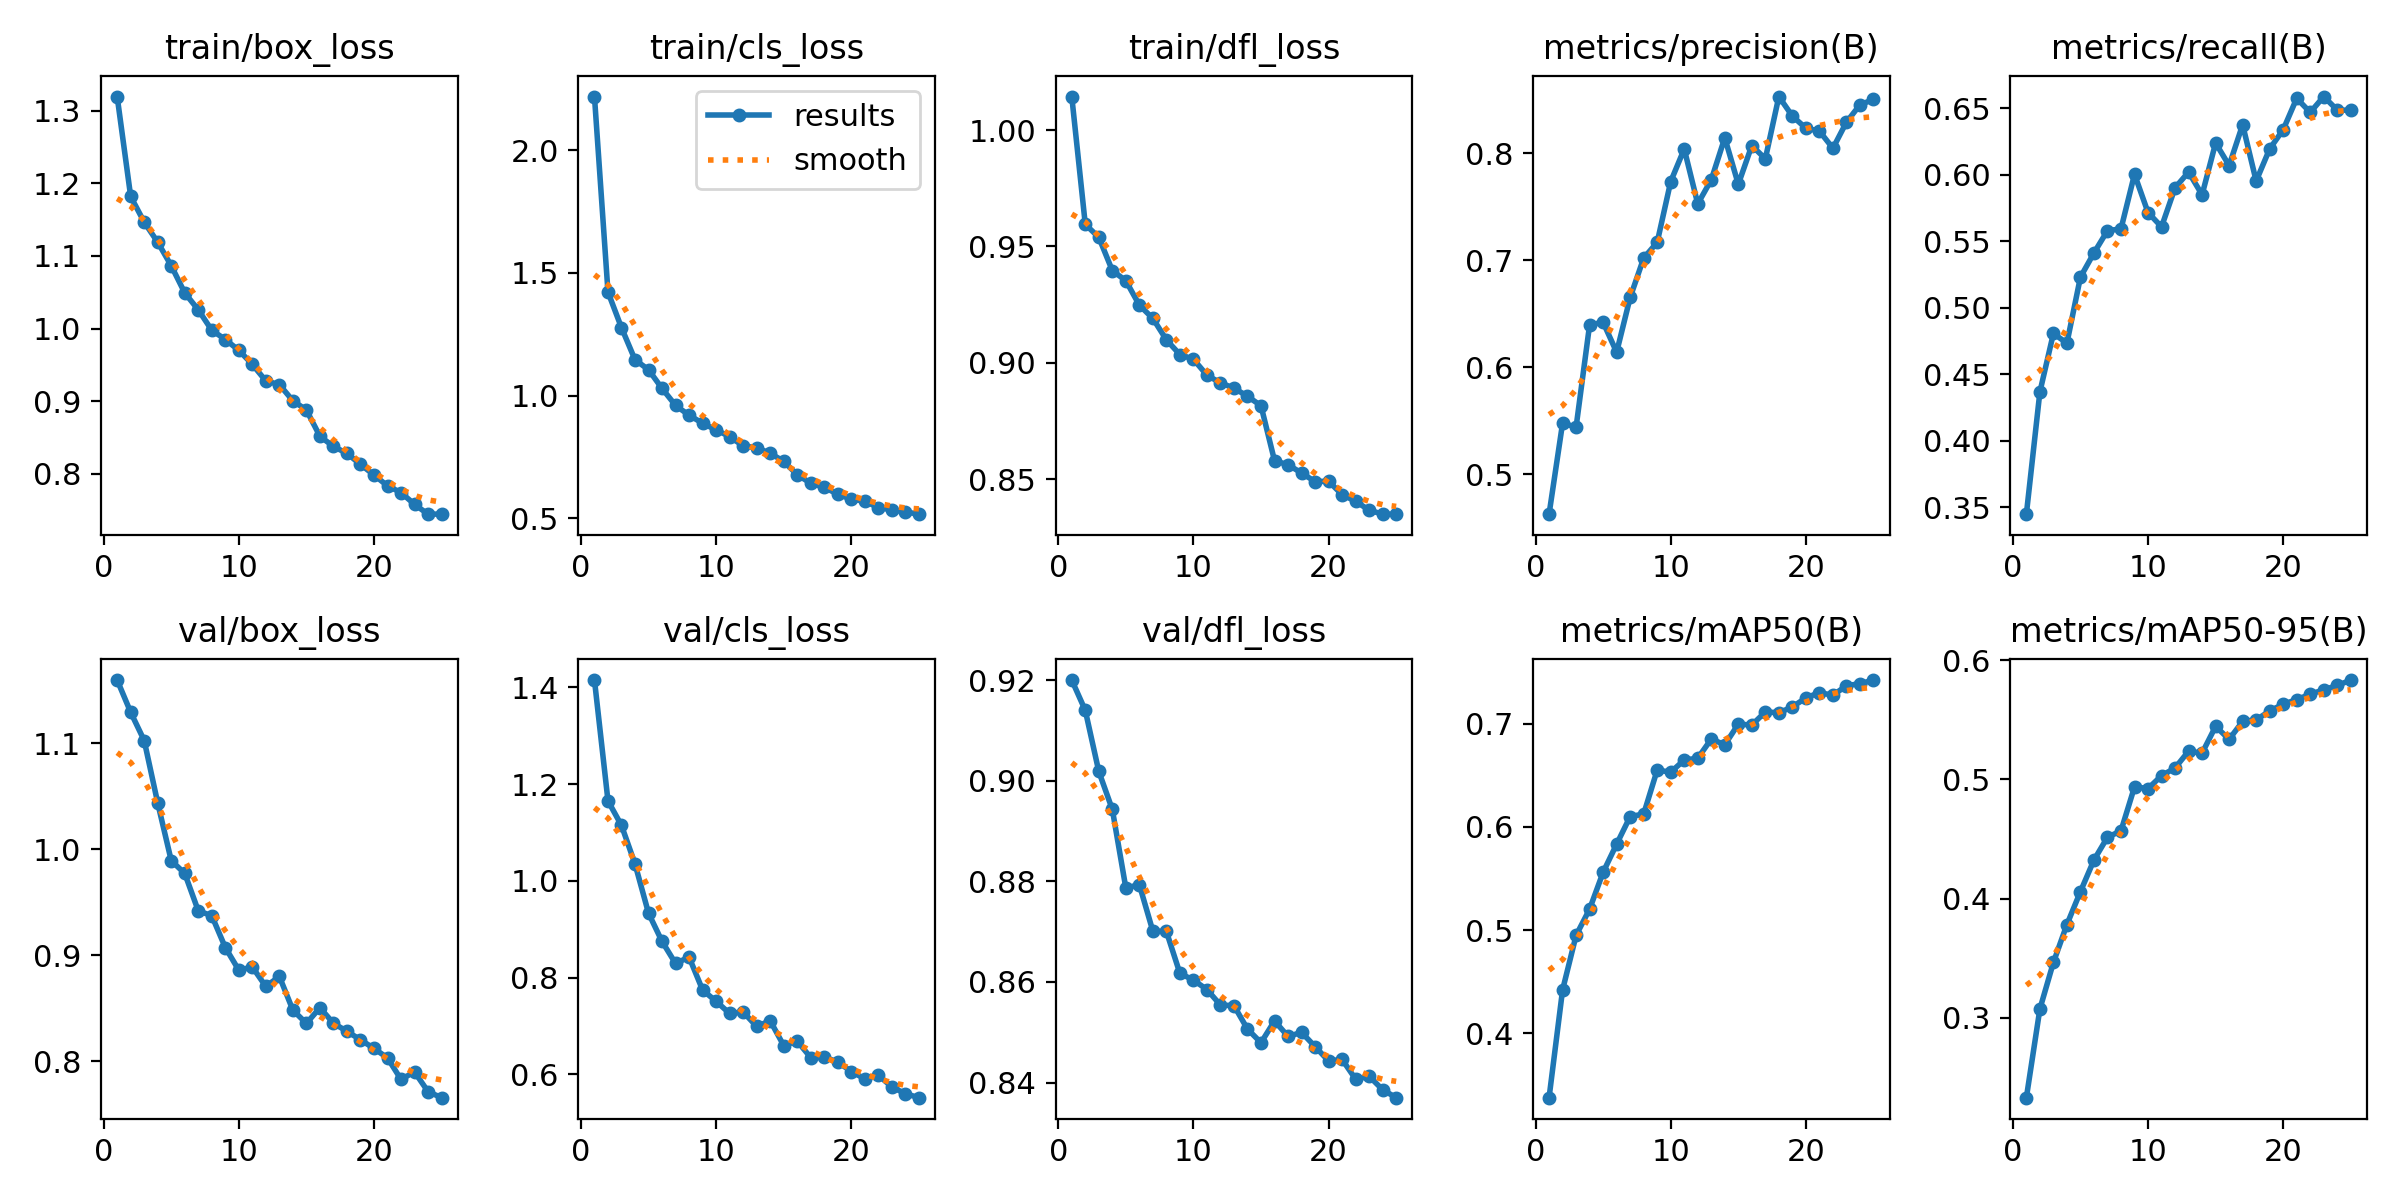 train/box_loss
1.3
1.2
1.1
1.0
0.9
0.8
0 10 20
train/cls_loss
results
smooth
2.0
1.5
1.0
0.5
0 10 20
train/dfl_loss
1.00
0.95
0.90
0.85
0 10 20
metrics/precision(B)
0.8
0.7
0.6
0.5
0 10 20
metrics/recall(B)
0.65
0.60
0.55
0.50
0.45
0.40
0.35
0 10 20
val/box_loss
1.1
1.0
0.9
0.8
0 10 20
val/cls_loss
1.4
1.2
1.0
0.8
0.6
0 10 20
val/dfl_loss
0.92
0.90
0.88
0.86
0.84
0 10 20
metrics/mAP50(B)
0.7
0.6
0.5
0.4
0 10 20
metrics/mAP50-95(B)
0.6
0.5
0.4
0.3
0 10 20